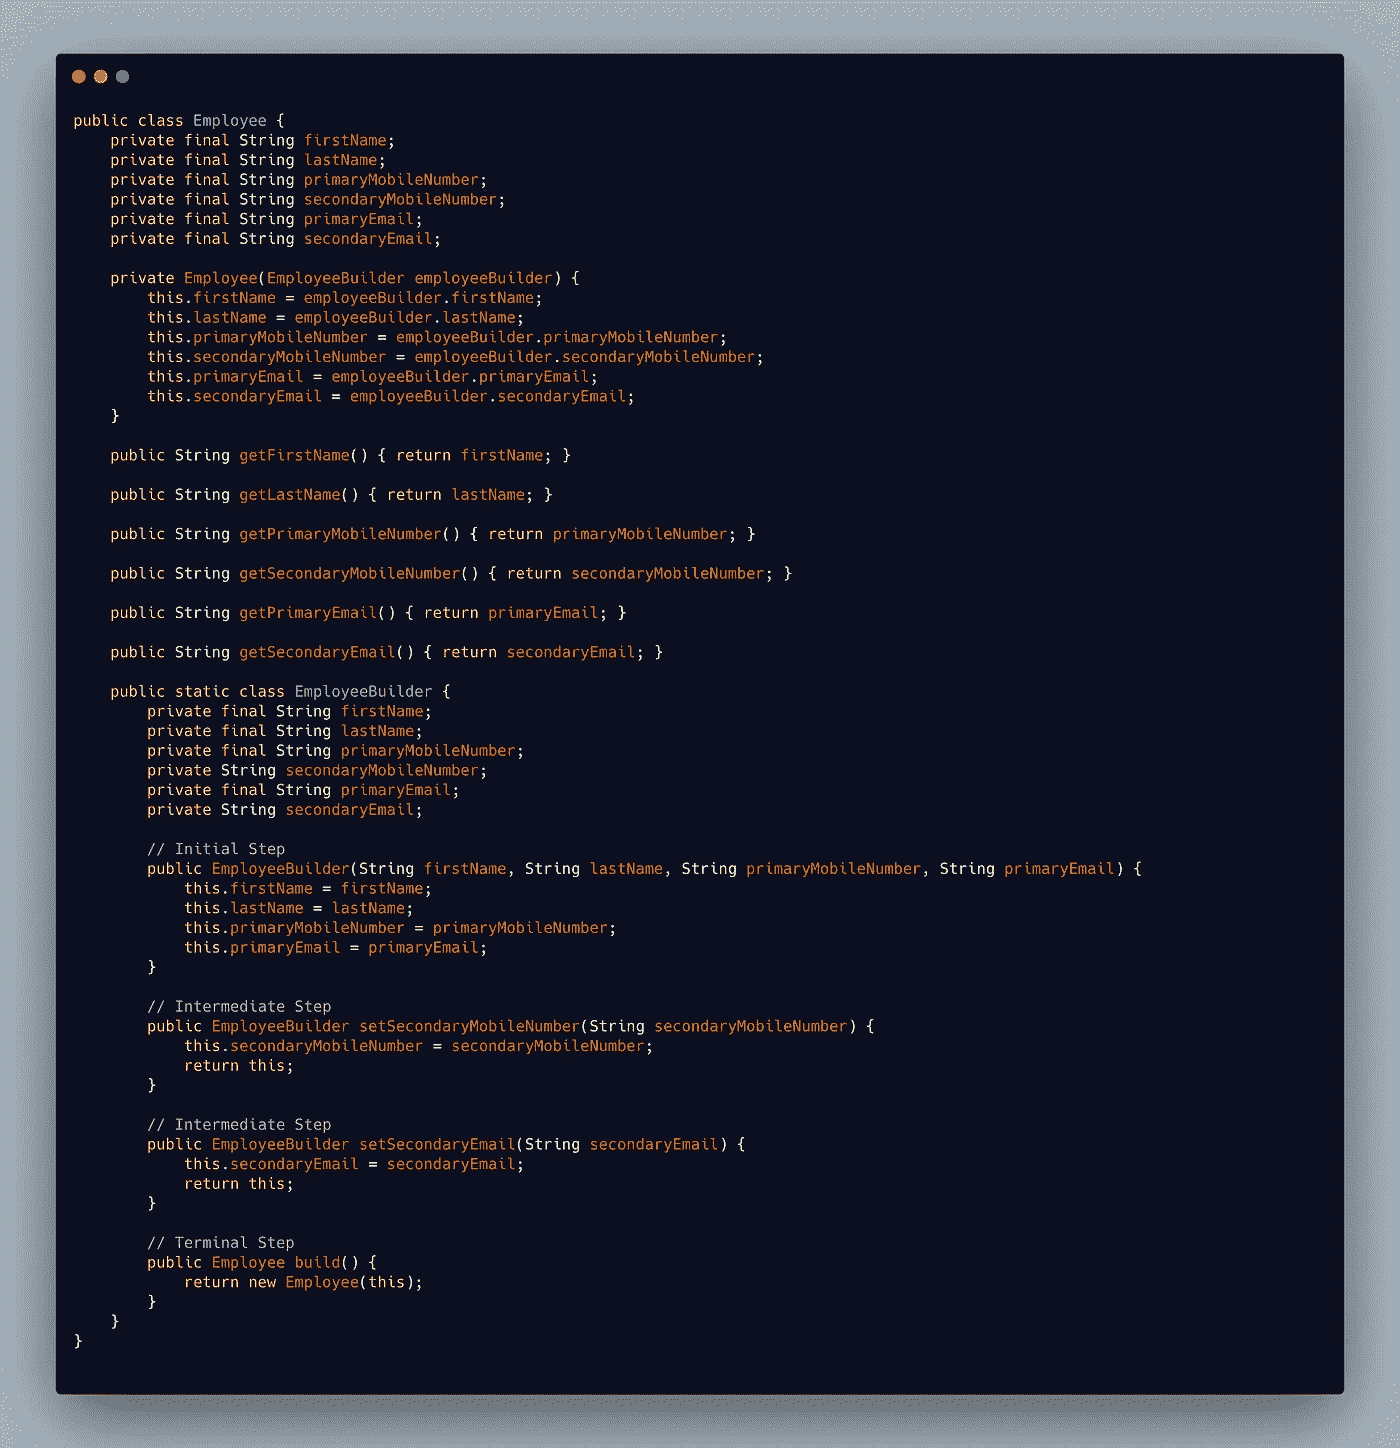 public class Employee {
    private final String firstName;
    private final String lastName;
    private final String primaryMobileNumber;
    private final String secondaryMobileNumber;
    private final String primaryEmail;
    private final String secondaryEmail;

    private Employee(EmployeeBuilder employeeBuilder) {
        this.firstName = employeeBuilder.firstName;
        this.lastName = employeeBuilder.lastName;
        this.primaryMobileNumber = employeeBuilder.primaryMobileNumber;
        this.secondaryMobileNumber = employeeBuilder.secondaryMobileNumber;
        this.primaryEmail = employeeBuilder.primaryEmail;
        this.secondaryEmail = employeeBuilder.secondaryEmail;
    }

    public String getFirstName() { return firstName; }

    public String getLastName() { return lastName; }

    public String getPrimaryMobileNumber() { return primaryMobileNumber; }

    public String getSecondaryMobileNumber() { return secondaryMobileNumber; }

    public String getPrimaryEmail() { return primaryEmail; }

    public String getSecondaryEmail() { return secondaryEmail; }

    public static class EmployeeBuilder {
        private final String firstName;
        private final String lastName;
        private final String primaryMobileNumber;
        private String secondaryMobileNumber;
        private final String primaryEmail;
        private String secondaryEmail;

        // Initial Step
        public EmployeeBuilder(String firstName, String lastName, String primaryMobileNumber, String primaryEmail) {
            this.firstName = firstName;
            this.lastName = lastName;
            this.primaryMobileNumber = primaryMobileNumber;
            this.primaryEmail = primaryEmail;
        }

        // Intermediate Step
        public EmployeeBuilder setSecondaryMobileNumber(String secondaryMobileNumber) {
            this.secondaryMobileNumber = secondaryMobileNumber;
            return this;
        }

        // Intermediate Step
        public EmployeeBuilder setSecondaryEmail(String secondaryEmail) {
            this.secondaryEmail = secondaryEmail;
            return this;
        }

        // Terminal Step
        public Employee build() {
            return new Employee(this);
        }
    }
}